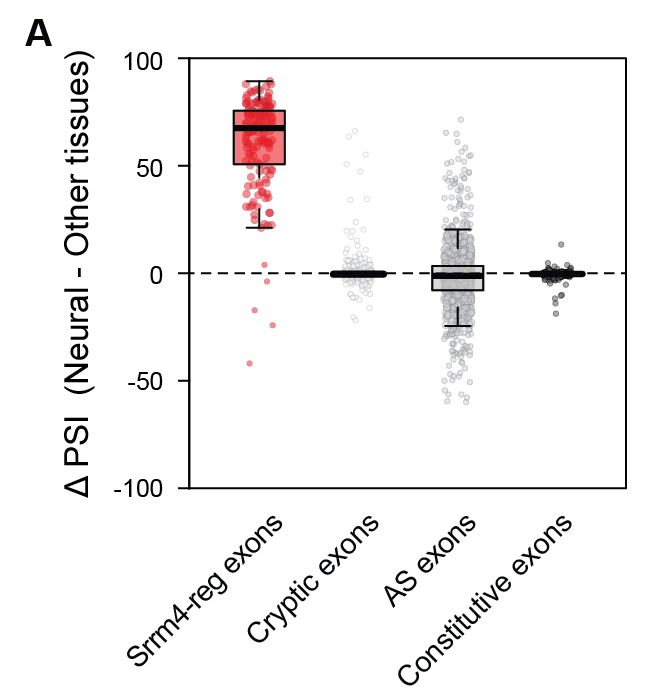 A
Δ PSI (Neural - Other tissues)
100
50
0
-50
-100
Srrm4-reg exons
Cryptic exons
AS exons
Constitutive exons